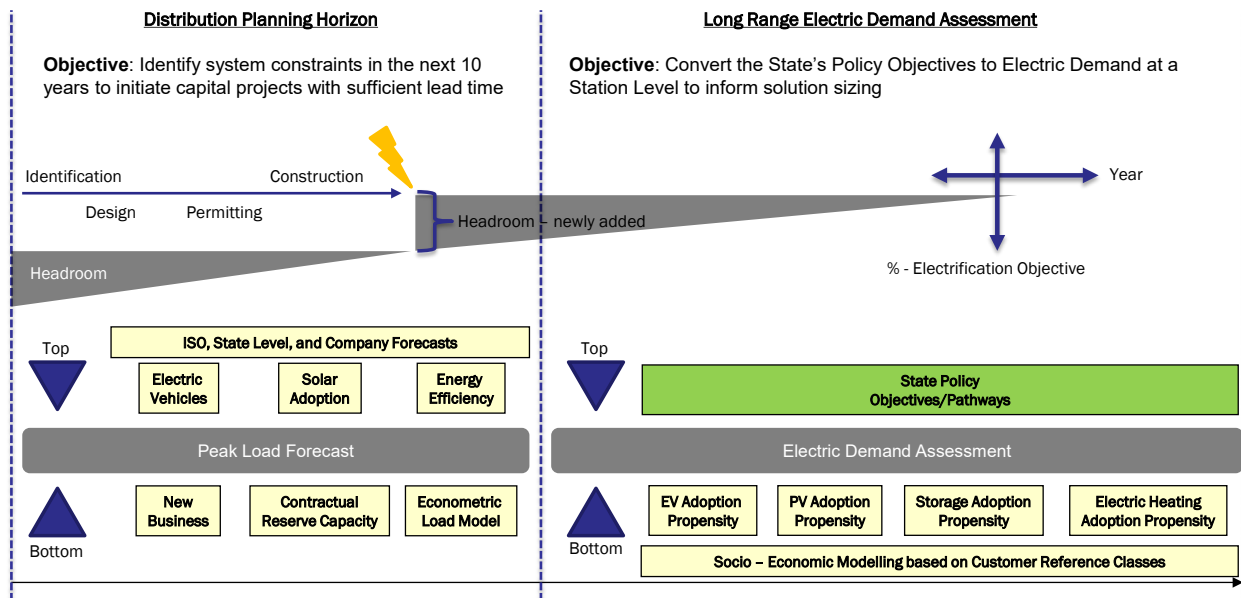 Distribution Planning Horizon
Objective: Identify system constraints in the next 10
years to initiate capital projects with sufficient lead time
Identification
Construction
Design
Permitting
Headroom – newly added
Headroom
Top
ISO, State Level, and Company Forecasts
Electric
Vehicles
Solar
Adoption
Energy
Efficiency
Peak Load Forecast
New
Business
Contractual
Reserve Capacity
Econometric
Load Model
Bottom
Long Range Electric Demand Assessment
Objective: Convert the State's Policy Objectives to Electric Demand at a
Station Level to inform solution sizing
Year
% - Electrification Objective
Top
State Policy
Objectives/Pathways
Electric Demand Assessment
EV Adoption
Propensity
PV Adoption
Propensity
Storage Adoption
Propensity
Electric Heating
Adoption Propensity
Bottom
Socio – Economic Modelling based on Customer Reference Classes